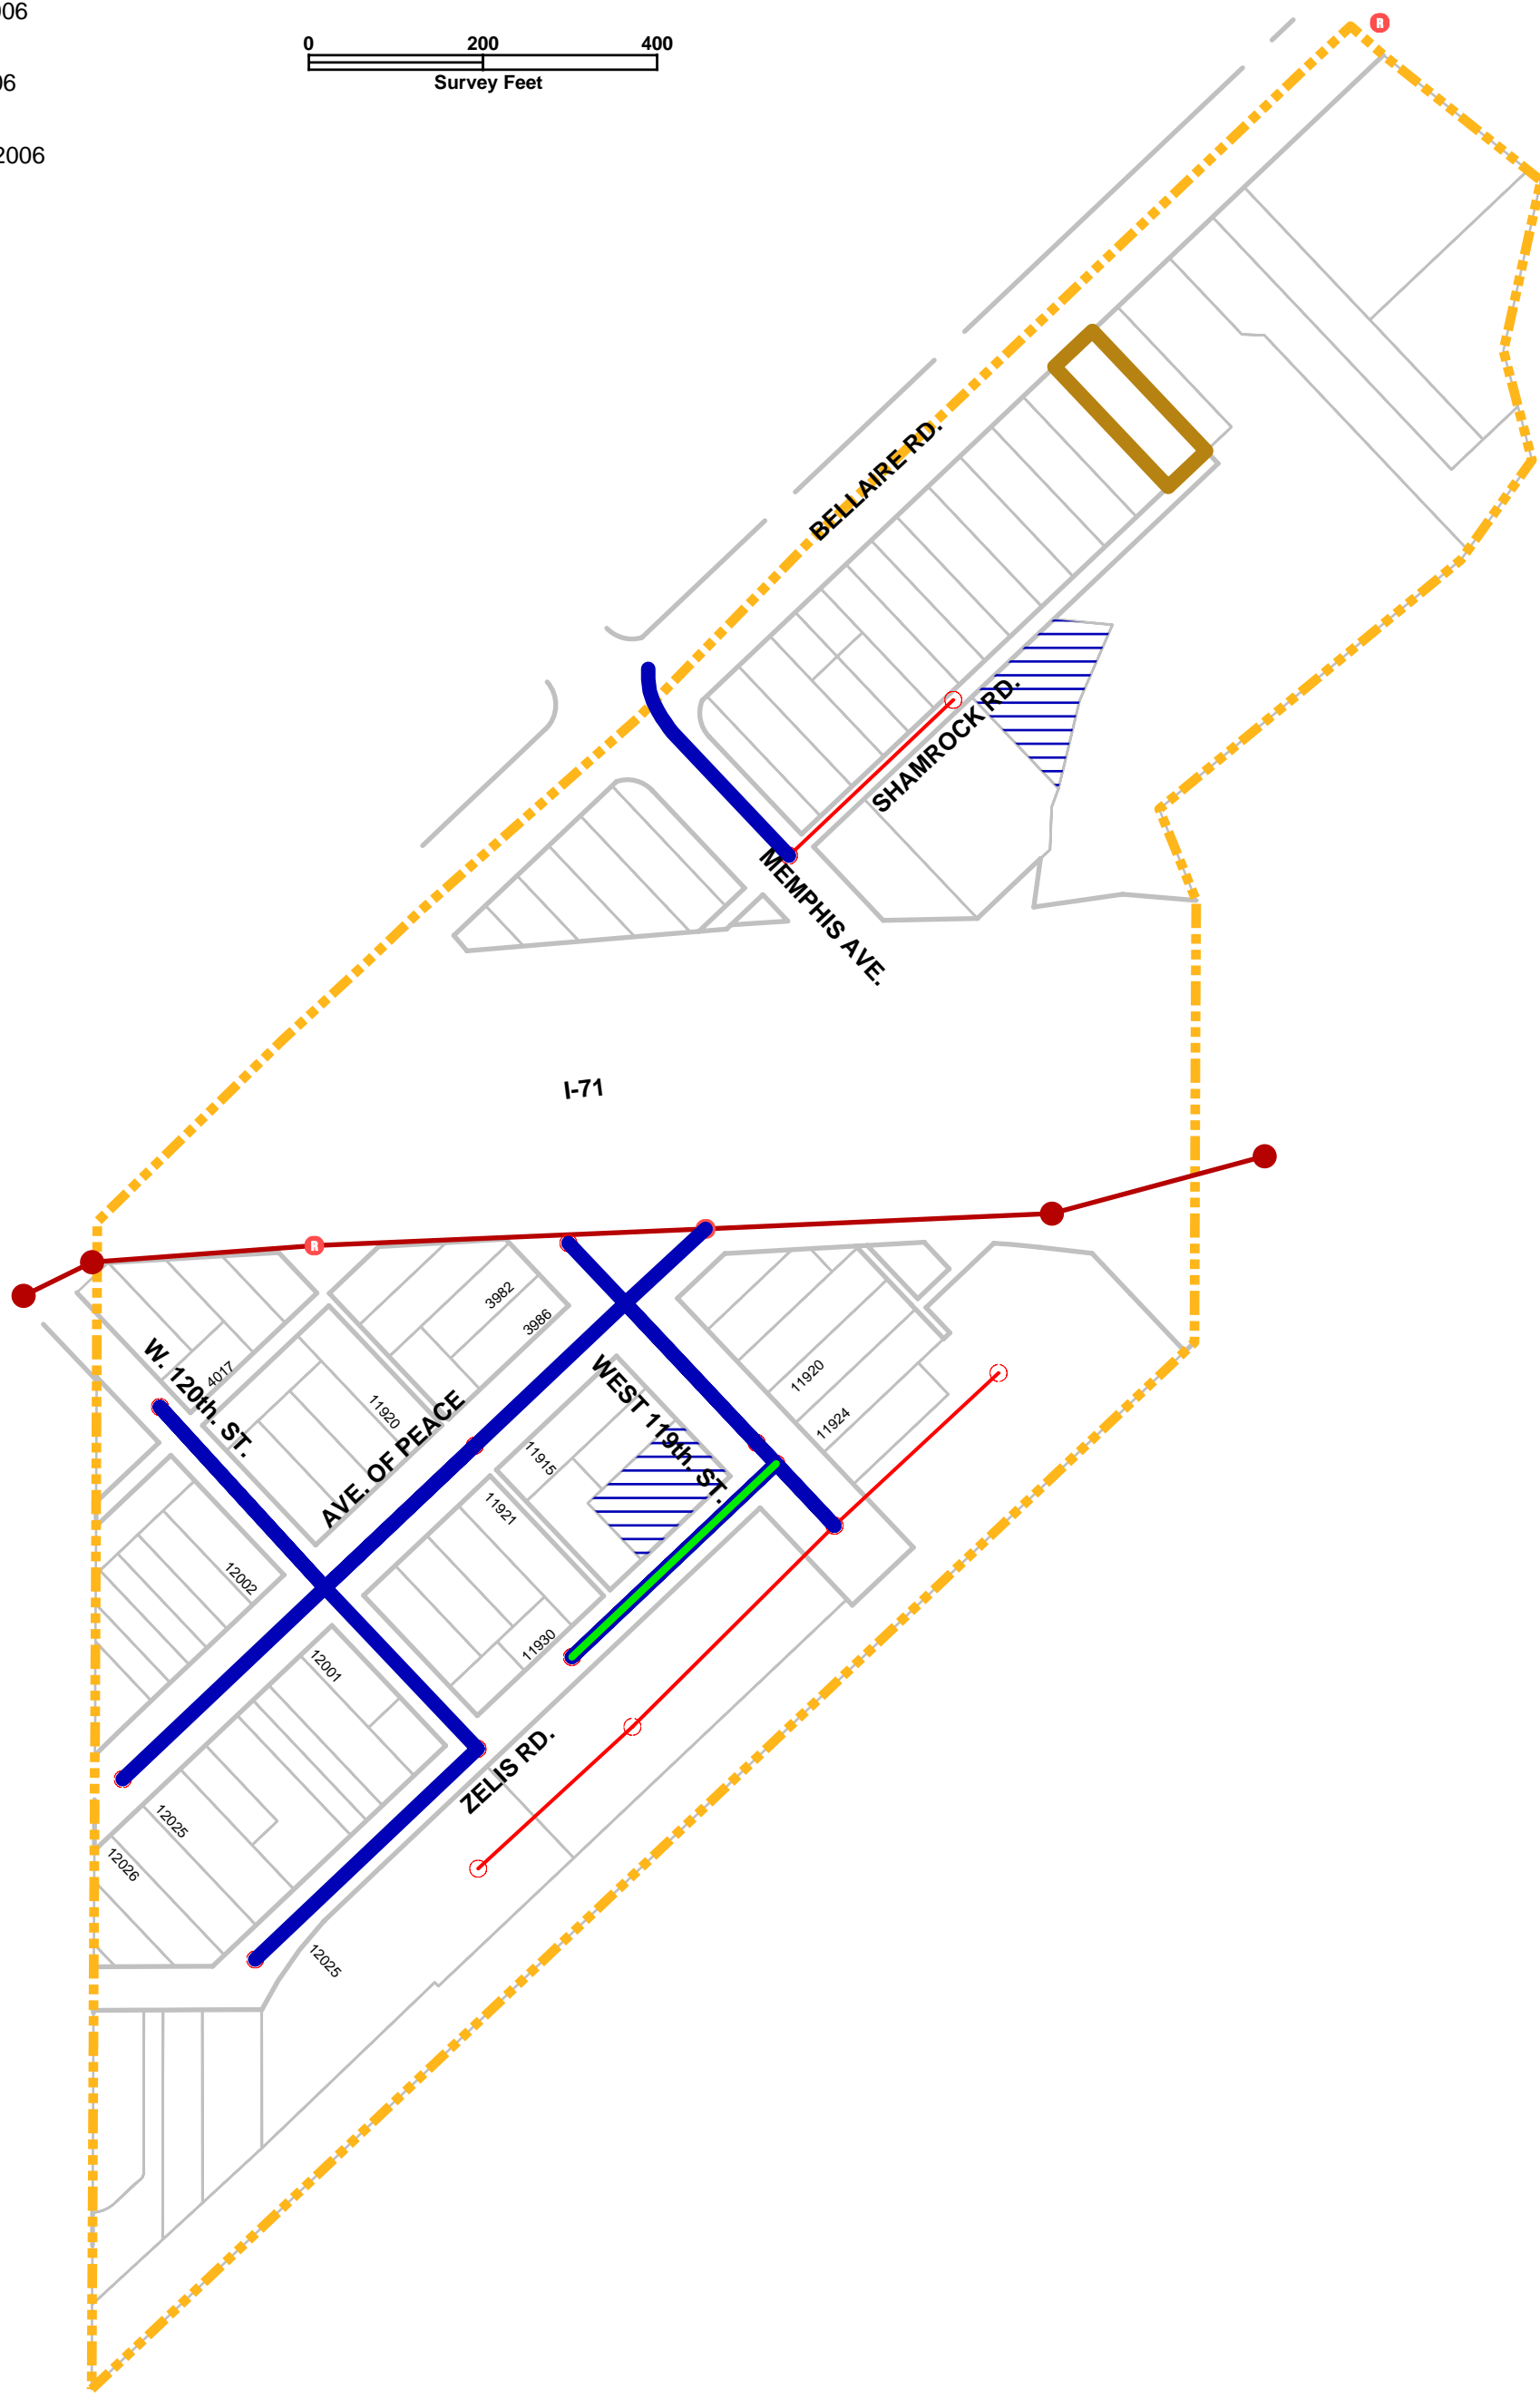 006
0 200 400
Survey Feet
06
2006
R
BELLAIRE RD.
SHAMROCK RD.
MEMPHIS AVE.
I-71
R
3982
3986
4017
W. 120th. ST.
11920
AVE. OF PEACE
WEST 119th. ST.
11920
11924
11915
11921
12002
11930
12001
ZELIS RD.
12025
12026
12025